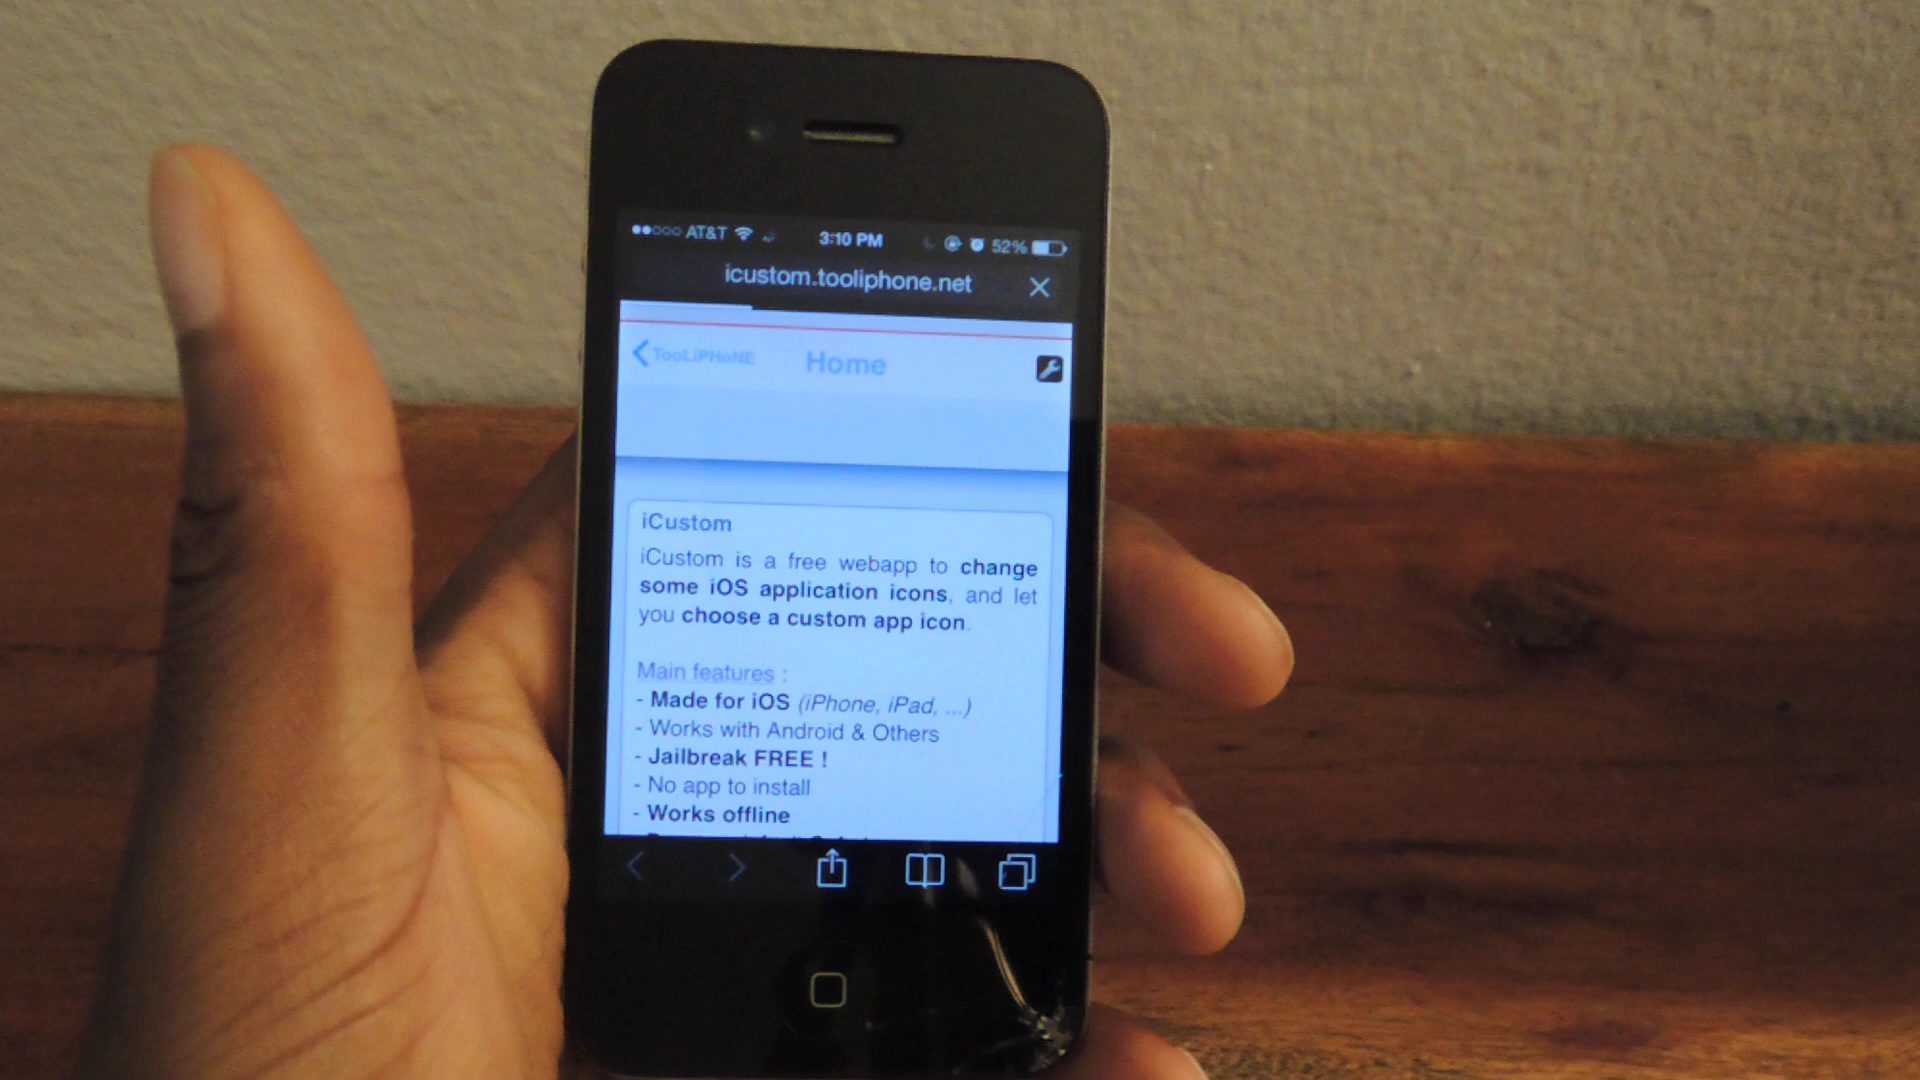 AT&T 3:10 PM 52%
icustom.tooliphone.net
TooLiPHoNE Home
iCustom
iCustom is a free webapp to change
some iOS application icons, and let
you choose a custom app icon.
Main features :
- Made for iOS (iPhone, iPad, ...)
- Works with Android & Others
- Jailbreak FREE !
- No app to install
- Works offline